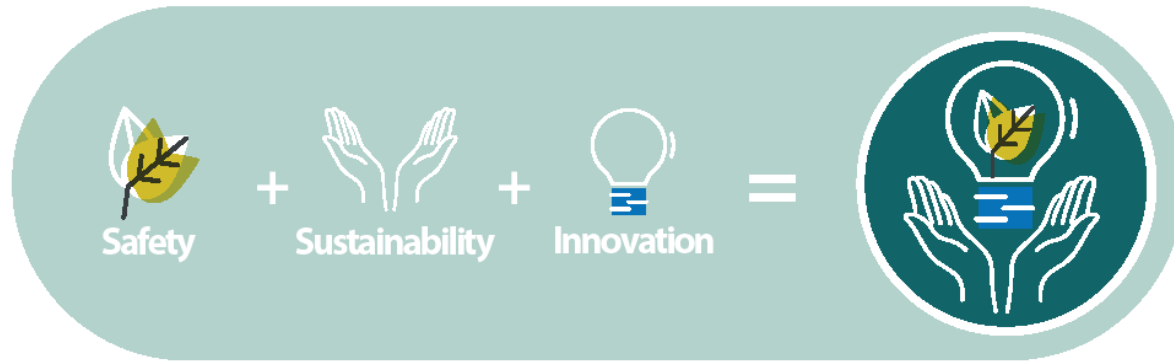 Safety + Sustainability + Innovation =